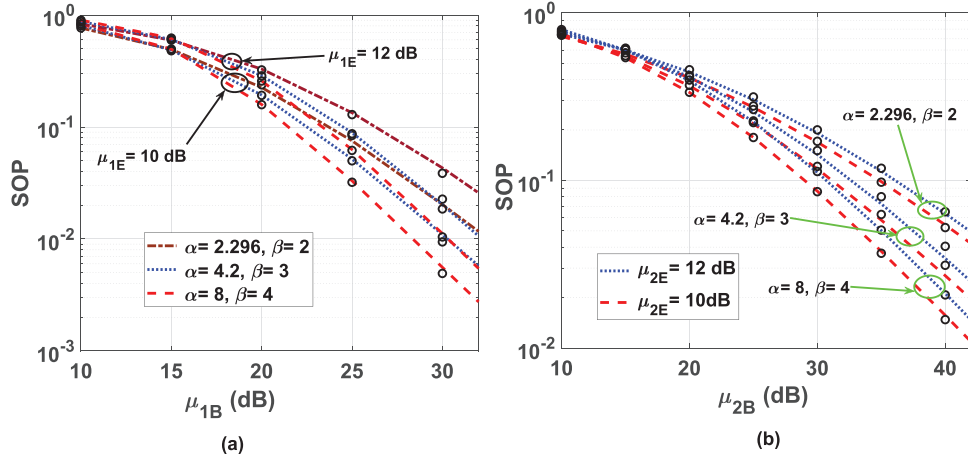 SOP
10^0
10^-1
10^-2
10^-3
10
15
20
25
30
μ1B (dB)
μ1E= 12 dB
μ1E= 10 dB
α= 2.296, β= 2
α= 4.2, β= 3
α= 8, β= 4
(a)
SOP
10^0
10^-1
10^-2
10
20
30
40
μ2B (dB)
α= 2.296, β= 2
α= 4.2, β= 3
α= 8, β= 4
μ2E= 12 dB
μ2E= 10dB
(b)